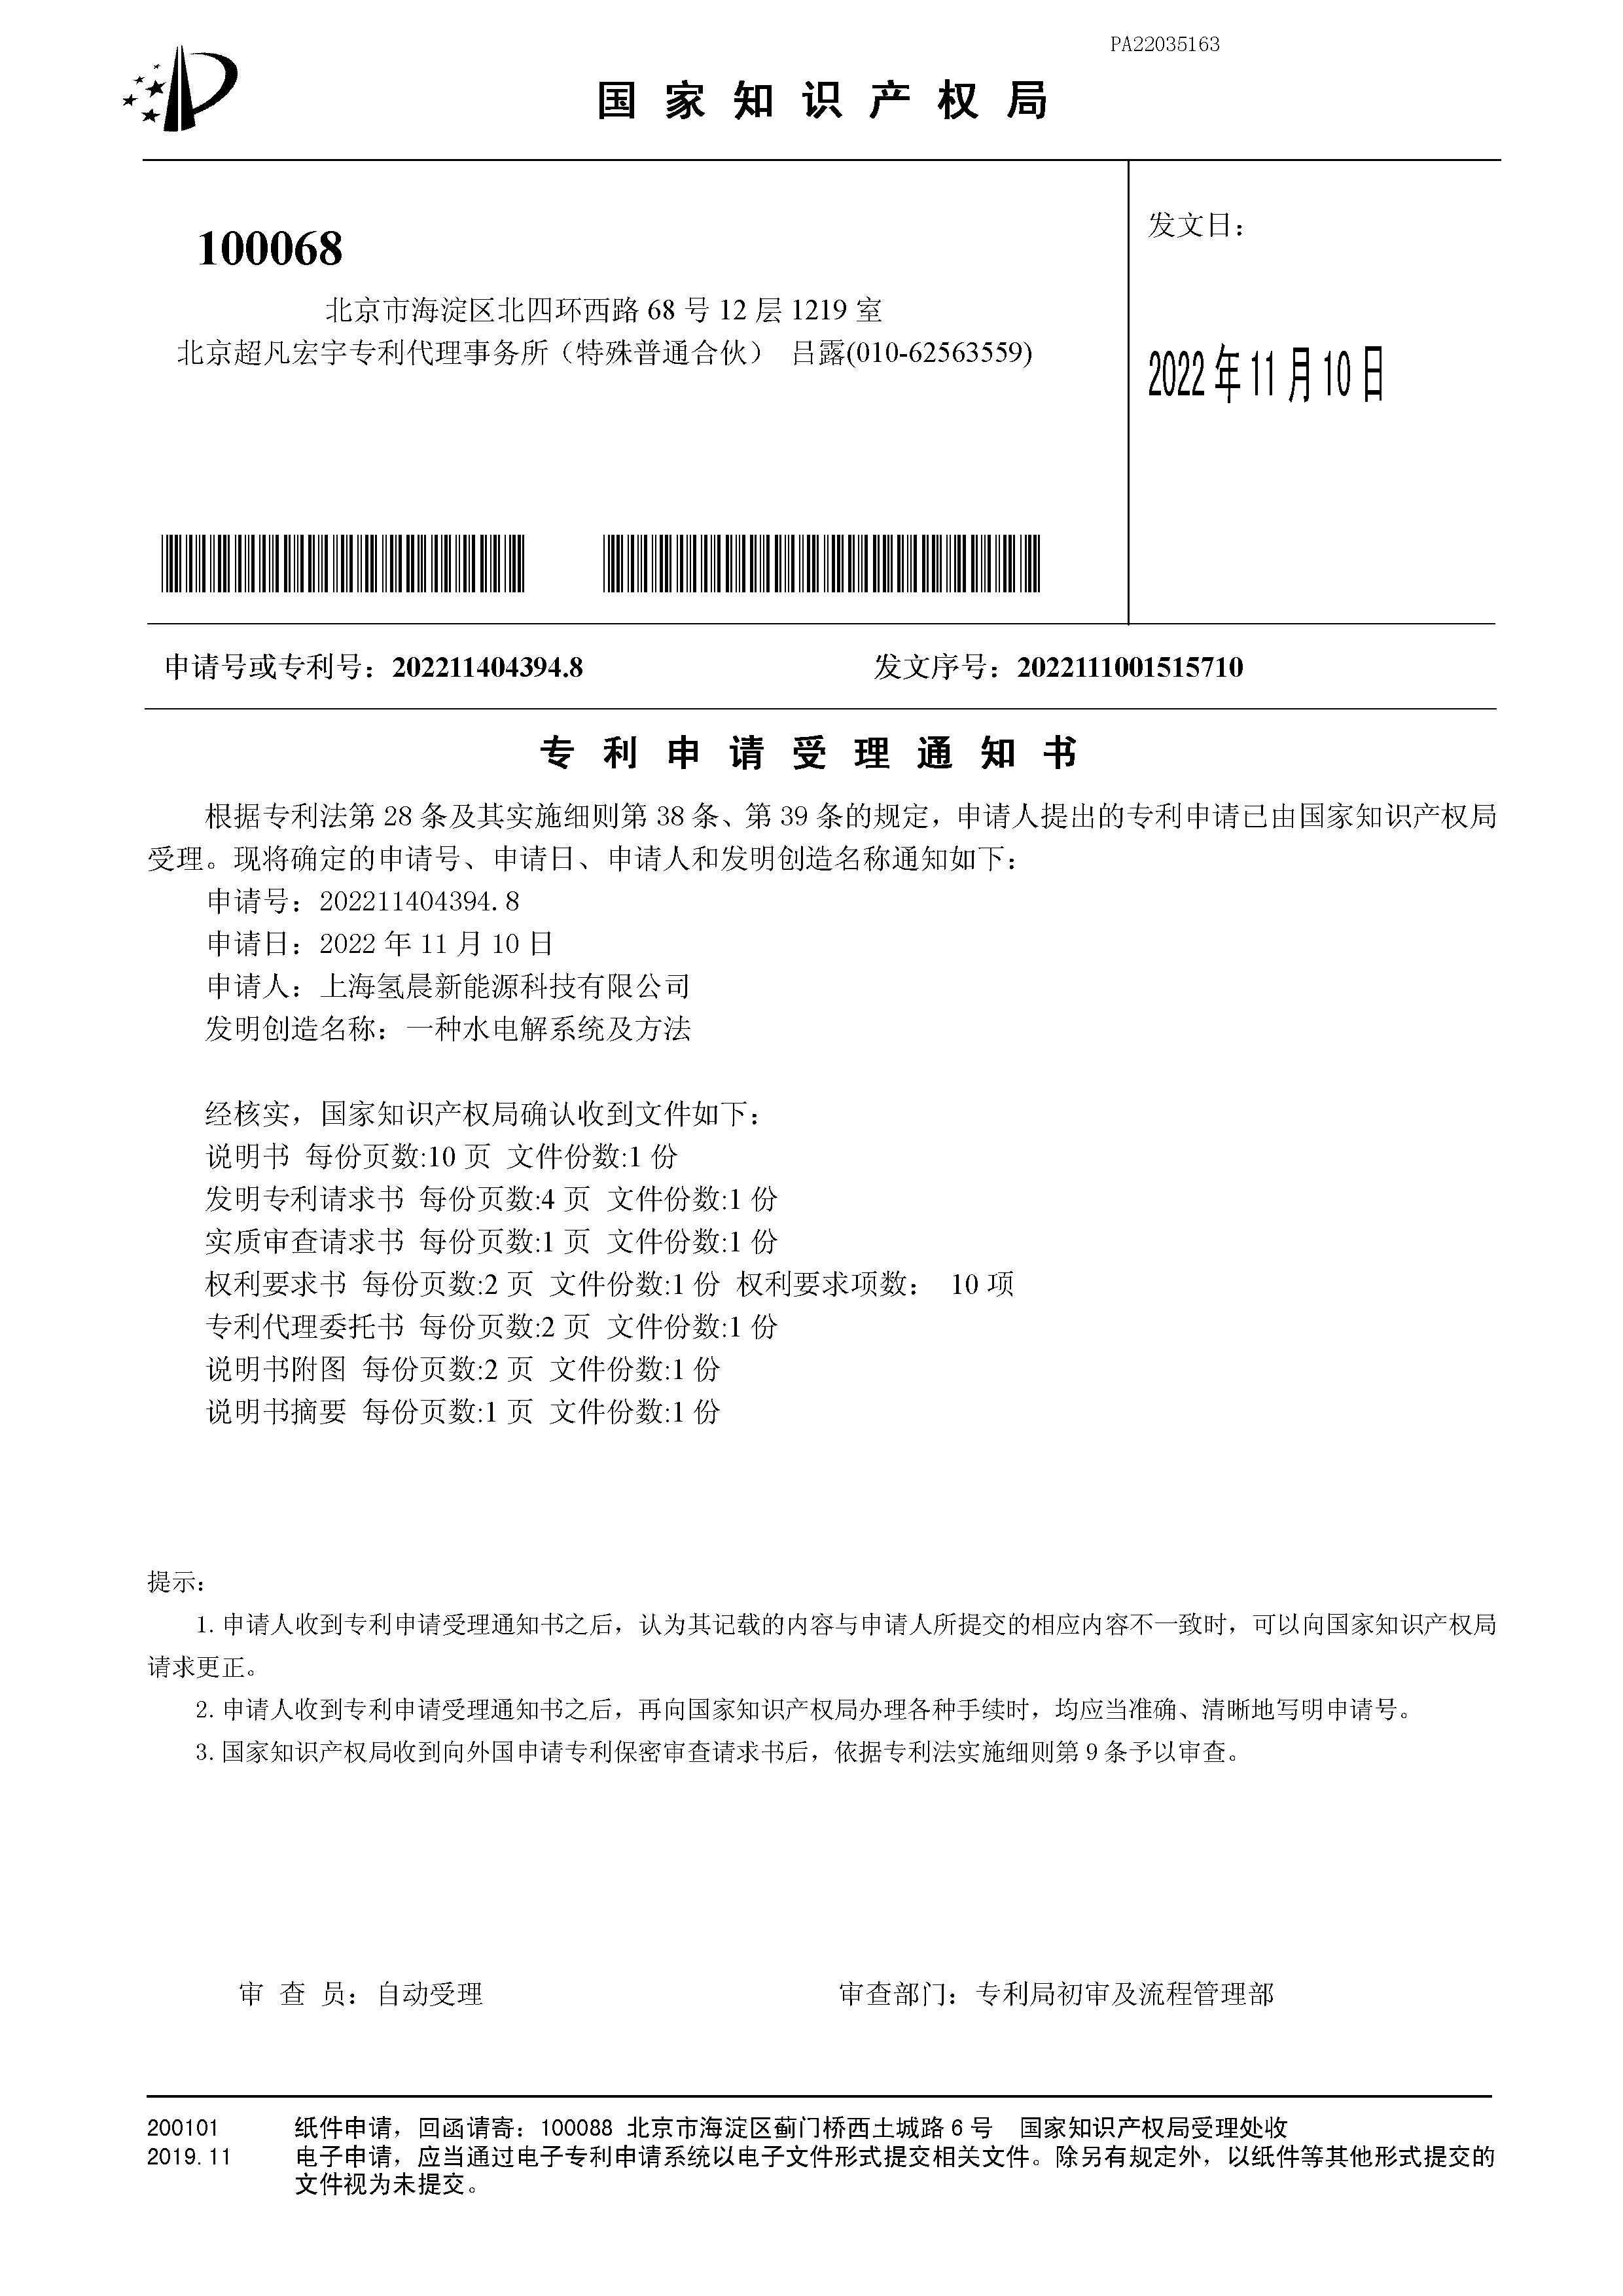 PA22035163
国家知识产权局
100068
北京市海淀区北四环西路 68 号 12 层 1219 室
北京超凡宏宇专利代理事务所（特殊普通合伙） 吕露(010-62563559)
发文日：
2022 年 11 月 10 日
申请号或专利号：202211404394.8 发文序号：2022111001515710
专利申请受理通知书
根据专利法第 28 条及其实施细则第 38 条、第 39 条的规定，申请人提出的专利申请已由国家知识产权局
受理。现将确定的申请号、申请日、申请人和发明创造名称通知如下：
申请号：202211404394.8
申请日：2022 年 11 月 10 日
申请人：上海氢晨新能源科技有限公司
发明创造名称：一种水电解系统及方法
经核实，国家知识产权局确认收到文件如下：
说明书 每份页数:10 页 文件份数:1 份
发明专利请求书 每份页数:4 页 文件份数:1 份
实质审查请求书 每份页数:1 页 文件份数:1 份
权利要求书 每份页数:2 页 文件份数:1 份 权利要求项数： 10 项
专利代理委托书 每份页数:2 页 文件份数:1 份
说明书附图 每份页数:2 页 文件份数:1 份
说明书摘要 每份页数:1 页 文件份数:1 份
提示：
1. 申请人收到专利申请受理通知书之后，认为其记载的内容与申请人所提交的相应内容不一致时，可以向国家知识产权局
请求更正。
2. 申请人收到专利申请受理通知书之后，再向国家知识产权局办理各种手续时，均应当准确、清晰地写明申请号。
3. 国家知识产权局收到向外国申请专利保密审查请求书后，依据专利法实施细则第 9 条予以审查。
审 查 员：自动受理 审查部门：专利局初审及流程管理部
200101 纸件申请，回函请寄：100088 北京市海淀区蓟门桥西土城路 6 号 国家知识产权局受理处收
2019.11 电子申请，应当通过电子专利申请系统以电子文件形式提交相关文件。除另有规定外，以纸件等其他形式提交的
文件视为未提交。